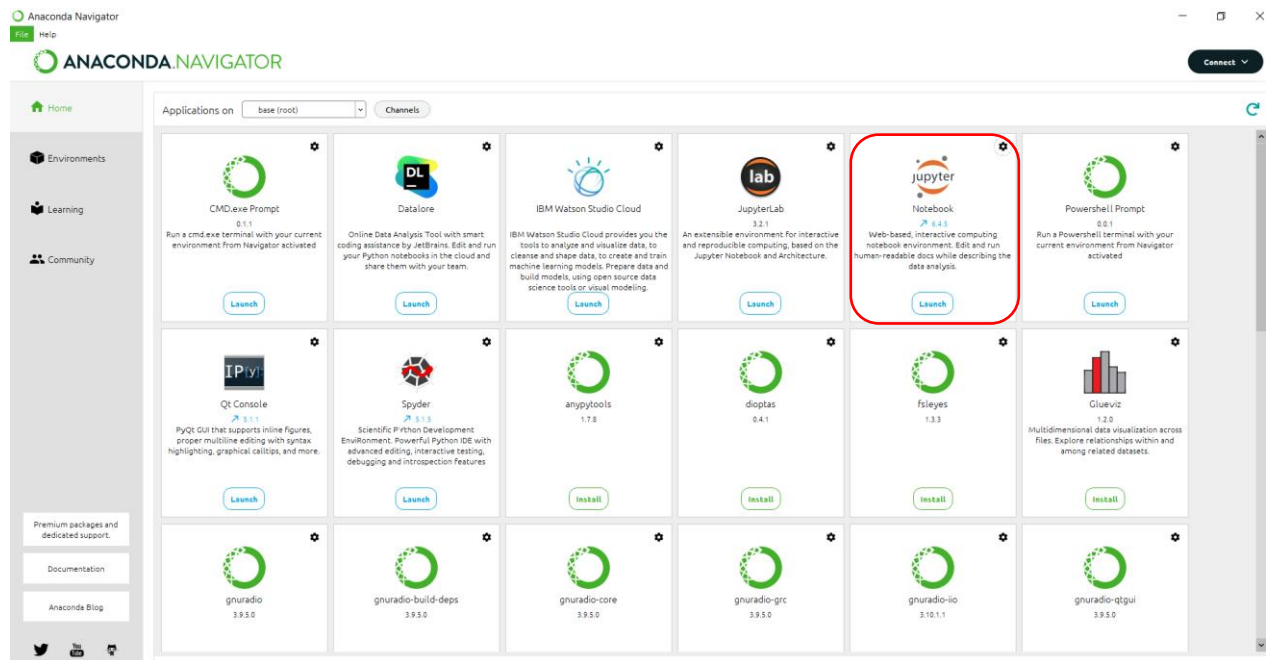 Anaconda Navigator
File Help
ANACONDA.NAVIGATOR
Connect
Home
Applications on base (root) Channels
Environments
Learning
Community
CMD.exe Prompt
0.1.1
Run a cmd.exe terminal with your current
environment from Navigator activated
Launch
DL
Datalore
Online Data Analysis Tool with smart
coding assistance by JetBrains. Edit and run
your Python notebooks in the cloud and
share them with your team.
Launch
IBM Watson Studio Cloud
IBM Watson Studio Cloud provides you the
tools to analyze and visualize data, to
cleanse and shape data, to create and train
machine learning models. Prepare data and
build models, using open source data
science tools or visual modeling.
Launch
lab
JupyterLab
3.2.1
An extensible environment for interactive
and reproducible computing, based on the
Jupyter Notebook and Architecture.
Launch
jupyter
Notebook
6.4.5
Web-based, interactive computing
notebook environment. Edit and run
human-readable docs while describing the
data analysis.
Launch
Powershell Prompt
0.0.1
Run a Powershell terminal with your
current environment from Navigator
activated
Launch
IP[y]:
Qt Console
5.1.1
PyQt GUI that supports inline figures,
proper multiline editing with syntax
highlighting, graphical calltips, and more.
Launch
Spyder
5.1.5
Scientific PYthon Development
EnviRonment. Powerful Python IDE with
advanced editing, interactive testing,
debugging and introspection features
Launch
anypytools
1.7.8
Install
dioptas
0.4.1
Install
fsleyes
1.3.3
Install
Glueviz
1.2.0
Multidimensional data visualization across
files. Explore relationships within and
among related datasets.
Install
gnuradio
3.9.5.0
gnuradio-build-deps
3.9.5.0
gnuradio-core
3.9.5.0
gnuradio-grc
3.9.5.0
gnuradio-iio
3.10.1.1
gnuradio-qtgui
3.9.5.0
Premium packages and
dedicated support.
Documentation
Anaconda Blog
You
Tube